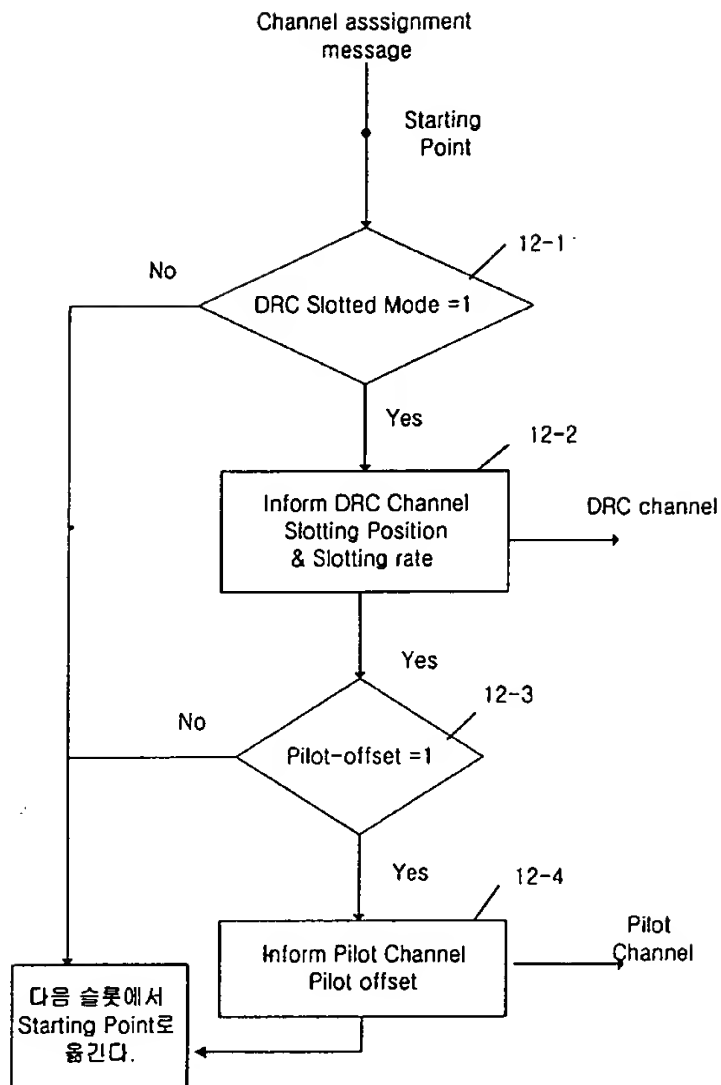 Channel asssignment
message
Starting
Point
12-1
No
DRC Slotted Mode =1
Yes
12-2
Inform DRC Channel
Slotting Position
& Slotting rate
DRC channel
Yes
12-3
No
Pilot-offset =1
Yes
12-4
Inform Pilot Channel
Pilot offset
Pilot
Channel
다음 슬롯에서
Starting Point로
옮긴다.